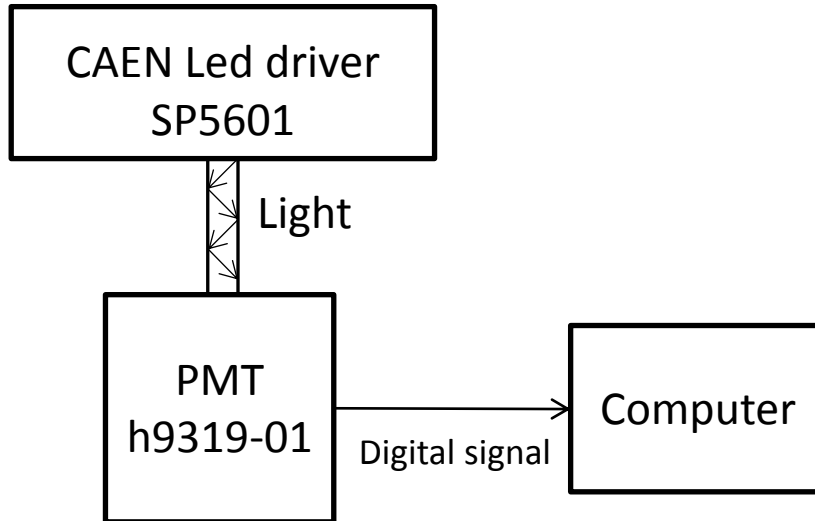 CAEN Led driver
SP5601
Light
PMT
h9319-01
Digital signal
Computer